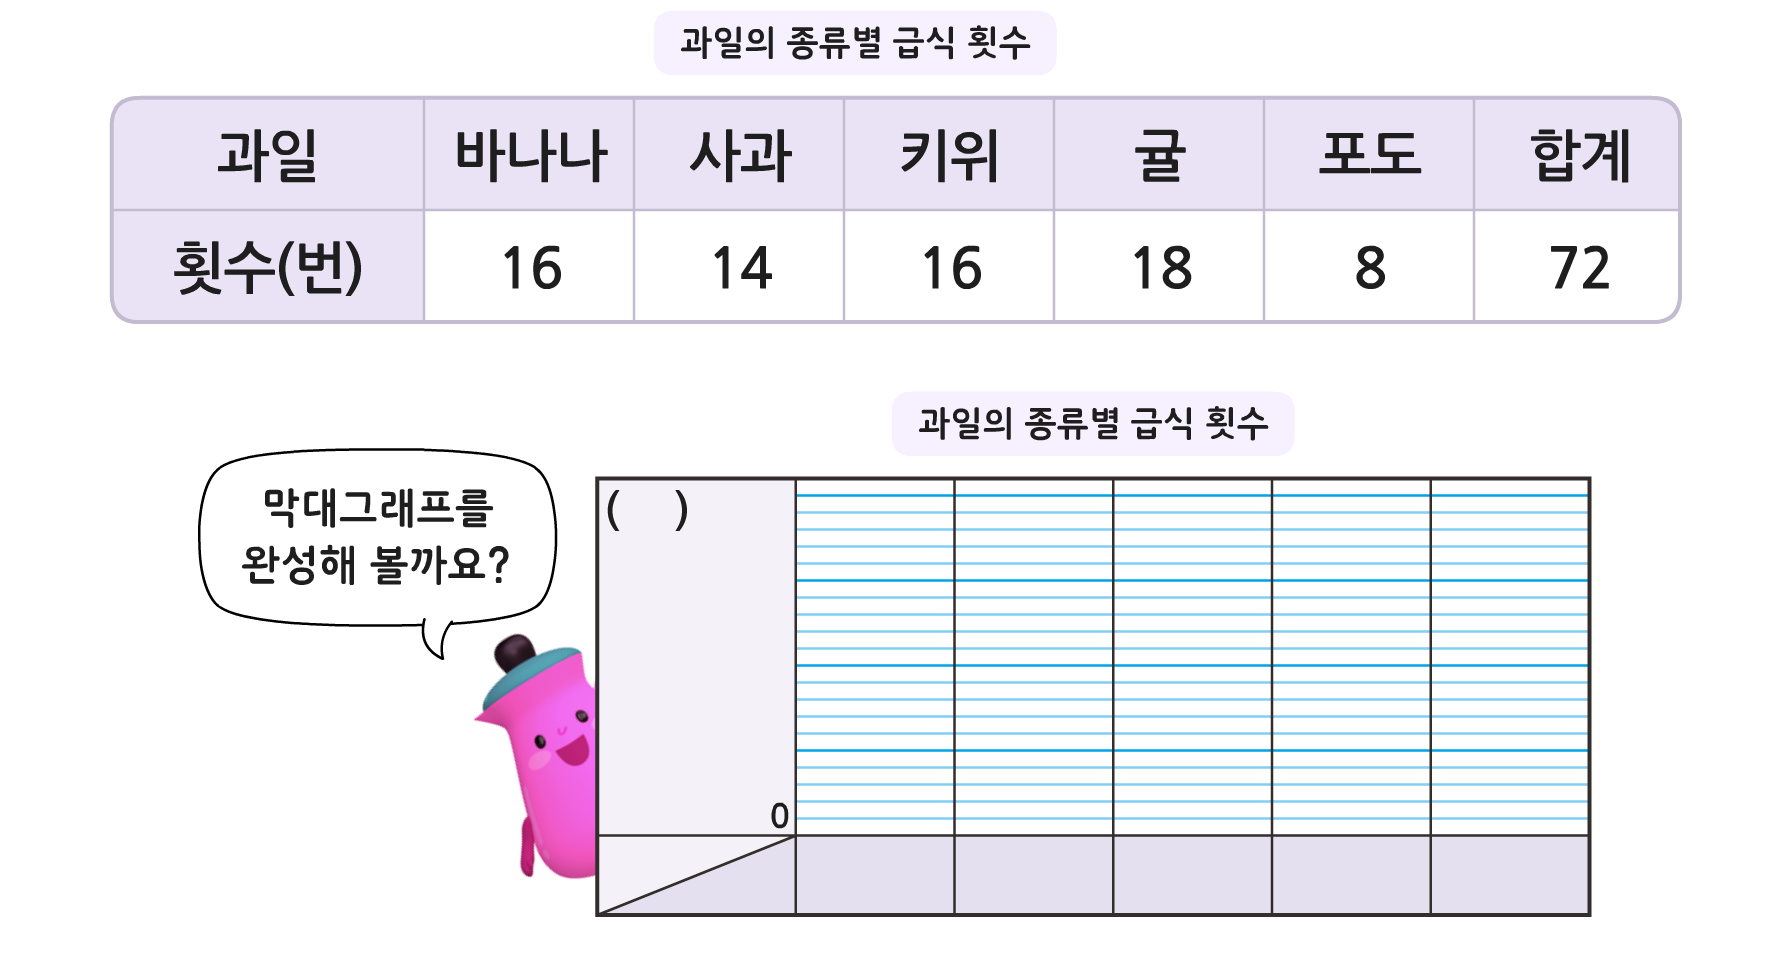 과일의 종류별 급식 횟수
과일 바나나 사과 키위 귤 포도 합계
횟수(번) 16 14 16 18 8 72
과일의 종류별 급식 횟수
막대그래프를
완성해 볼까요?
( )
0